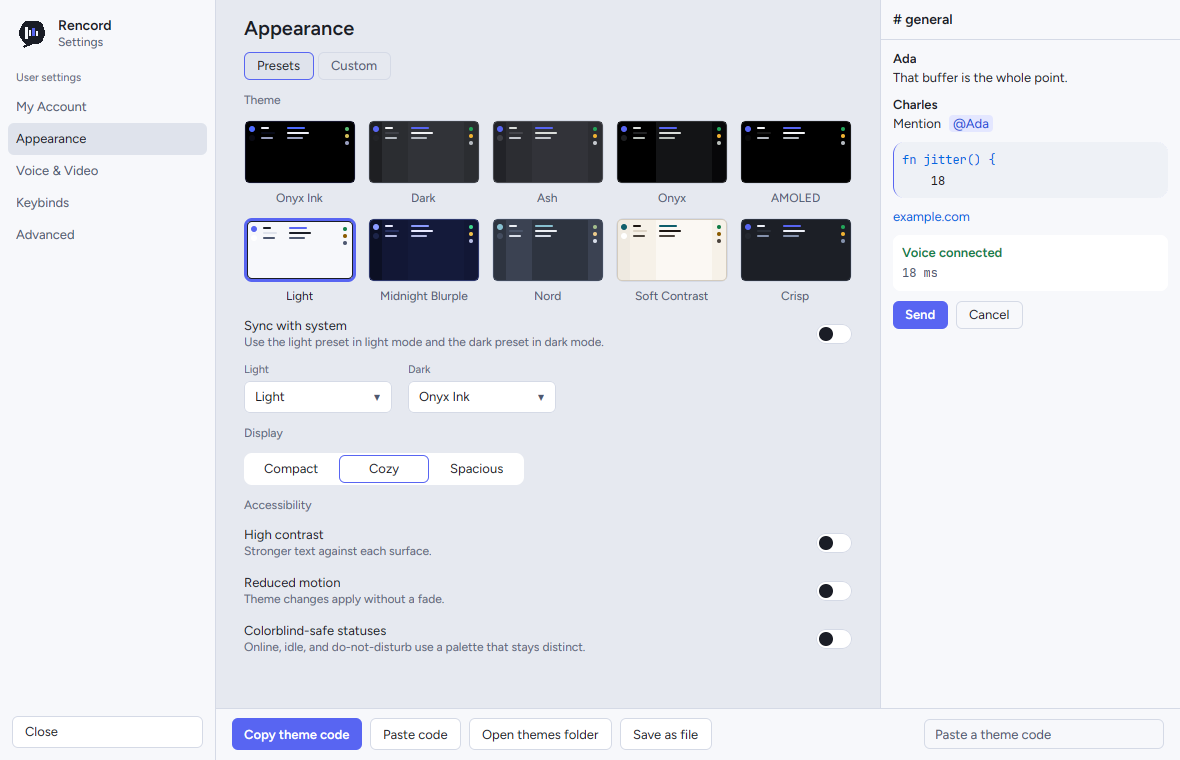 Rencord
Settings
User settings
My Account
Appearance
Voice & Video
Keybinds
Advanced
Close
Appearance
Presets
Custom
Theme
Onyx Ink
Dark
Ash
Onyx
AMOLED
Light
Midnight Blurple
Nord
Soft Contrast
Crisp
Sync with system
Use the light preset in light mode and the dark preset in dark mode.
Light
Dark
Light
Onyx Ink
Display
Compact
Cozy
Spacious
Accessibility
High contrast
Stronger text against each surface.
Reduced motion
Theme changes apply without a fade.
Colorblind-safe statuses
Online, idle, and do-not-disturb use a palette that stays distinct.
Copy theme code
Paste code
Open themes folder
Save as file
Paste a theme code
# general
Ada
That buffer is the whole point.
Charles
Mention @Ada
fn jitter() {
18
example.com
Voice connected
18 ms
Send
Cancel